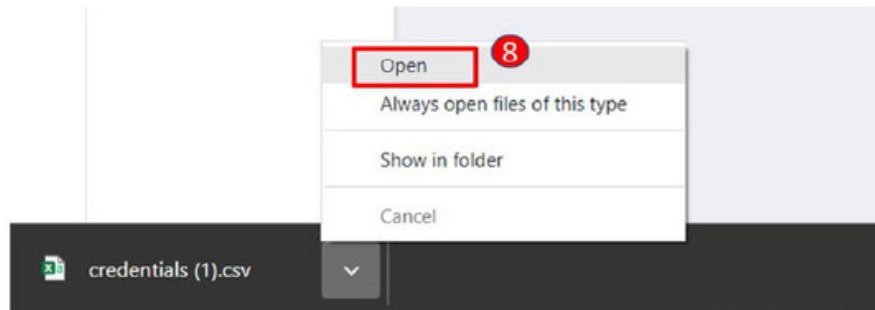 Open
8
Always open files of this type
Show in folder
Cancel
credentials (1).csv